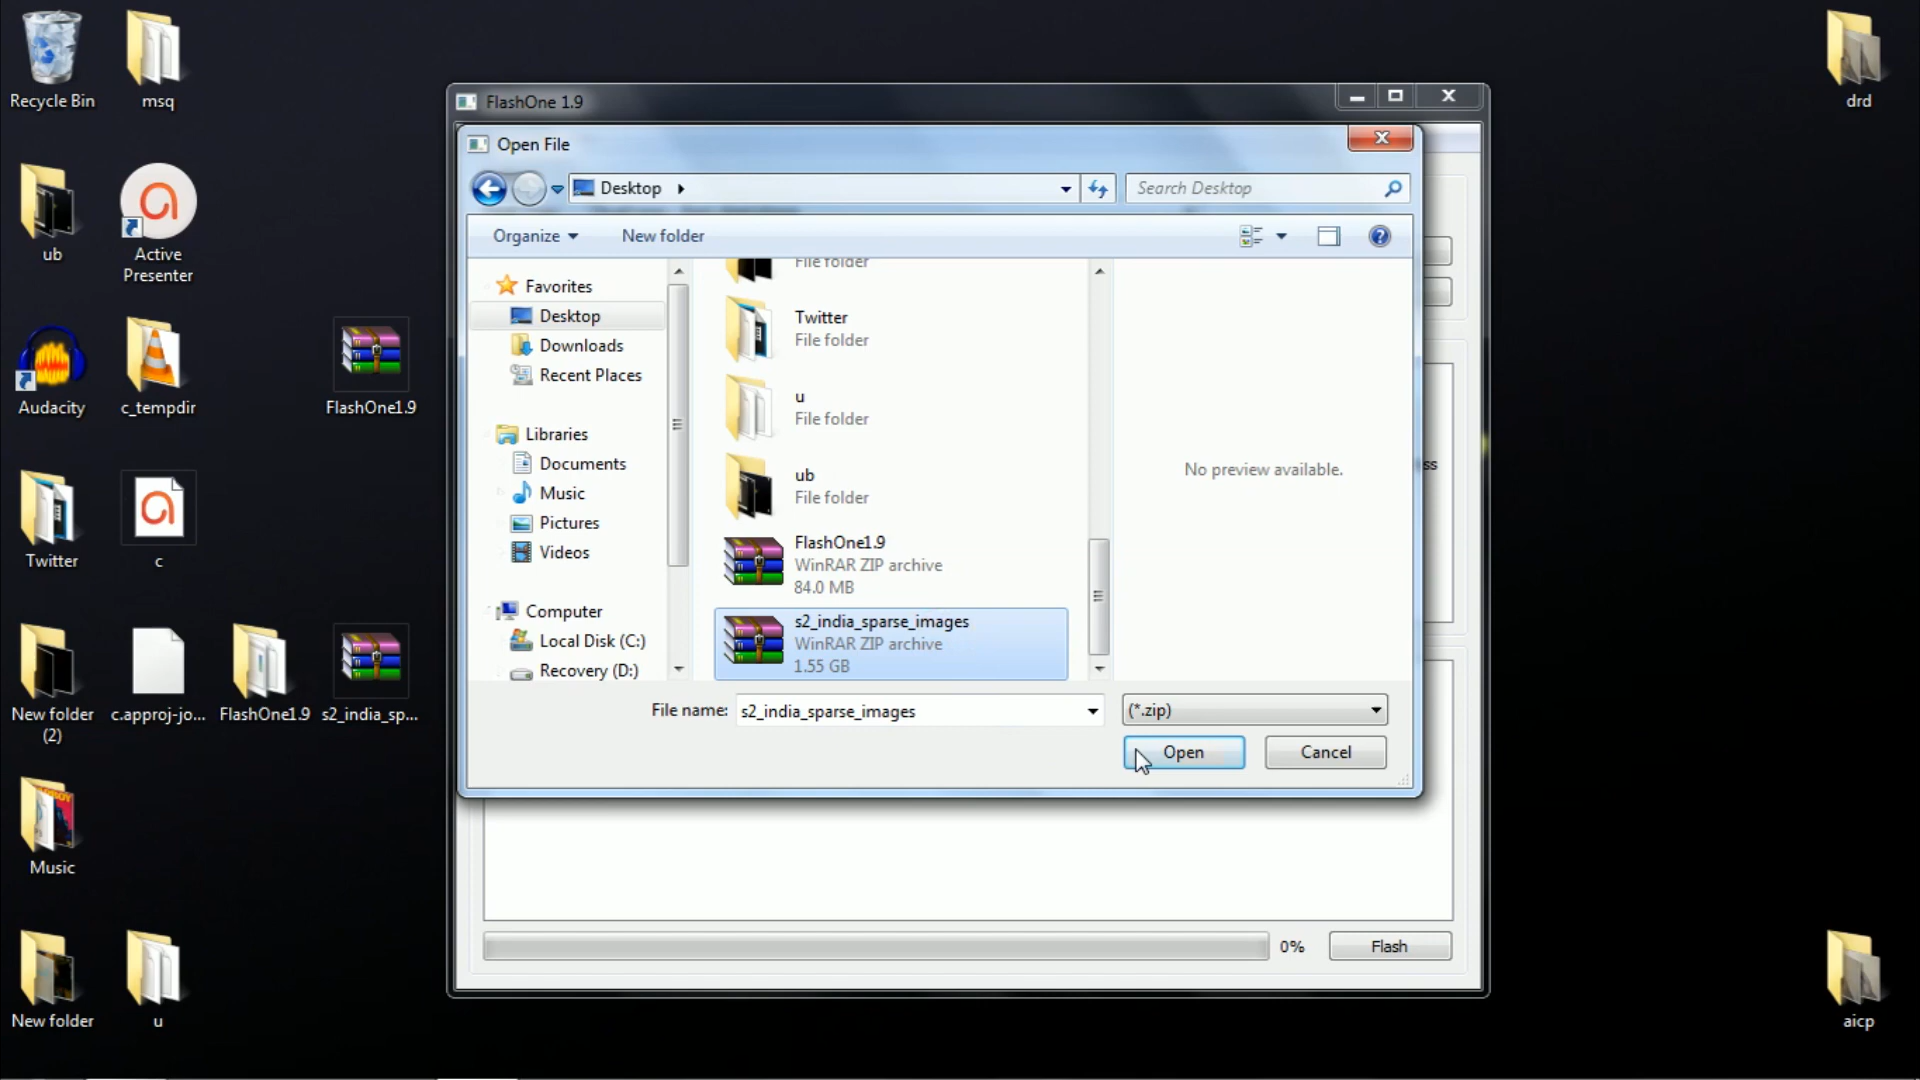 Recycle Bin
msq
ub
Active
Presenter
Audacity
c_tempdir
FlashOne1.9
Twitter
c
New folder
(2)
c.approj-jo...
FlashOne1.9
s2_india_sp...
Music
New folder
u
drd
aicp
FlashOne 1.9
Open File
Desktop
Search Desktop
Organize
New folder
Favorites
Desktop
Downloads
Recent Places
Libraries
Documents
Music
Pictures
Videos
Computer
Local Disk (C:)
Recovery (D:)
File folder
Twitter
File folder
u
File folder
ub
File folder
FlashOne1.9
WinRAR ZIP archive
84.0 MB
s2_india_sparse_images
WinRAR ZIP archive
1.55 GB
No preview available.
ss
File name:
s2_india_sparse_images
(*.zip)
Open
Cancel
0%
Flash